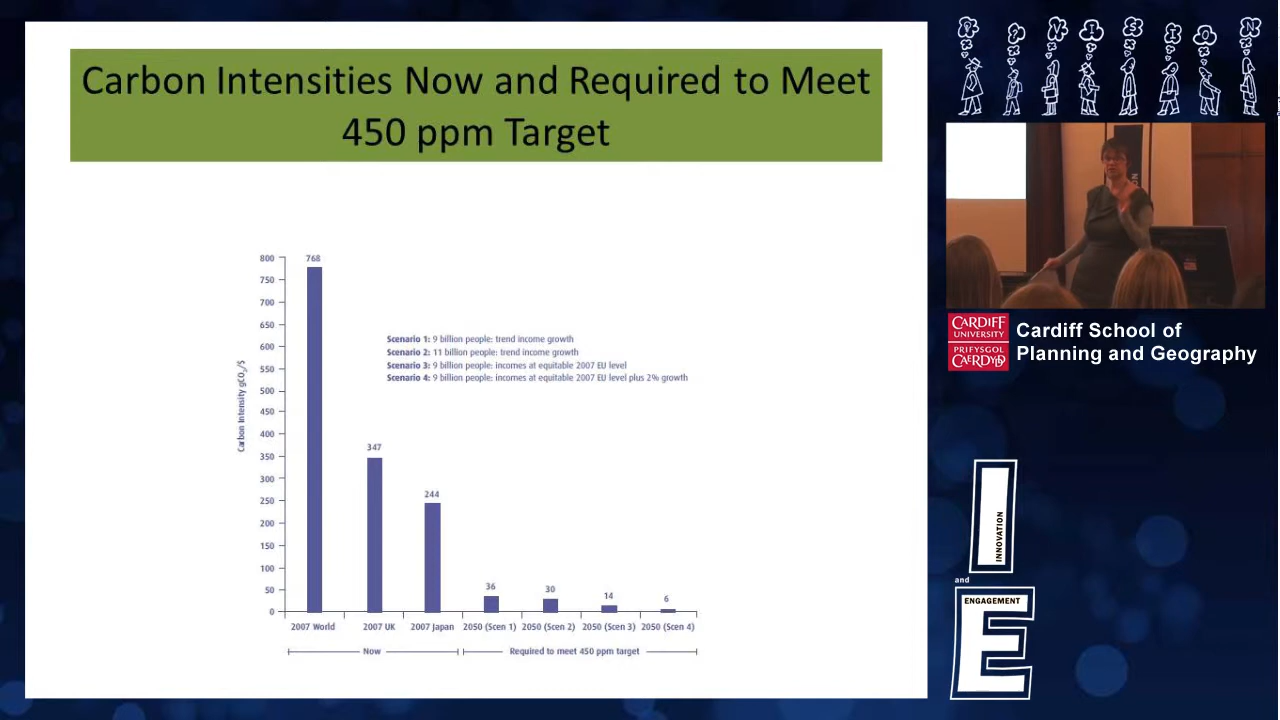 Carbon Intensities Now and Required to Meet
450 ppm Target
800
750
700
650
600
550
500
450
400
350
300
250
200
150
100
50
0
Carbon Intensity gCO2/$
768
347
244
36
30
14
6
Scenario 1: 9 billion people: trend income growth
Scenario 2: 11 billion people: trend income growth
Scenario 3: 9 billion people: incomes at equitable 2007 EU level
Scenario 4: 9 billion people: incomes at equitable 2007 EU level plus 2% growth
2007 World
2007 UK
2007 Japan
2050 (Scen 1)
2050 (Scen 2)
2050 (Scen 3)
2050 (Scen 4)
Now
Required to meet 450 ppm target
CARDIFF
UNIVERSITY
PRIFYSGOL
CAERDYDD
Cardiff School of
Planning and Geography
INNOVATION
and
ENGAGEMENT